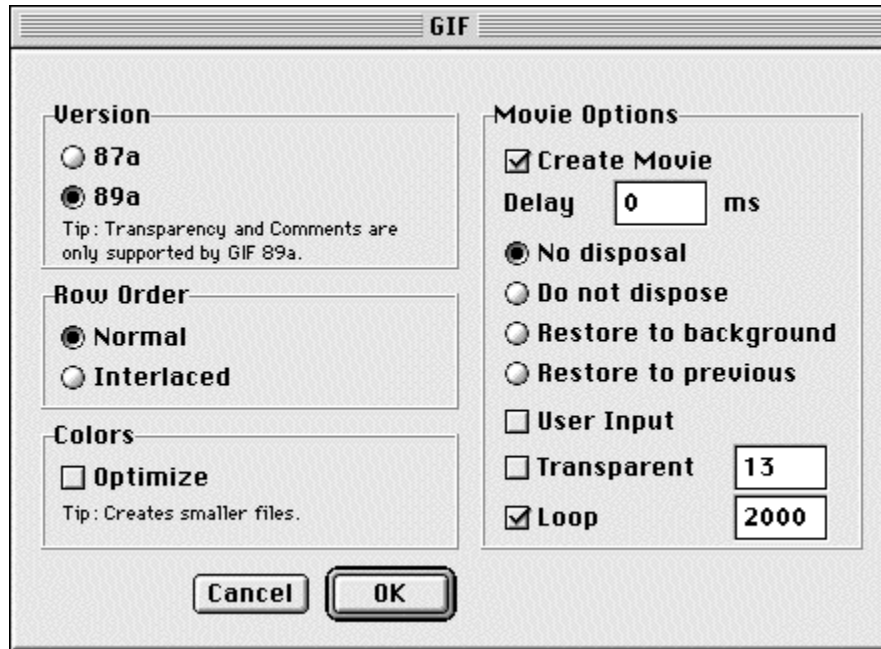 GIF
Version
87a
89a
Tip: Transparency and Comments are
only supported by GIF 89a.
Row Order
Normal
Interlaced
Colors
Optimize
Tip: Creates smaller files.
Movie Options
Create Movie
Delay 0 ms
No disposal
Do not dispose
Restore to background
Restore to previous
User Input
Transparent 13
Loop 2000
Cancel OK